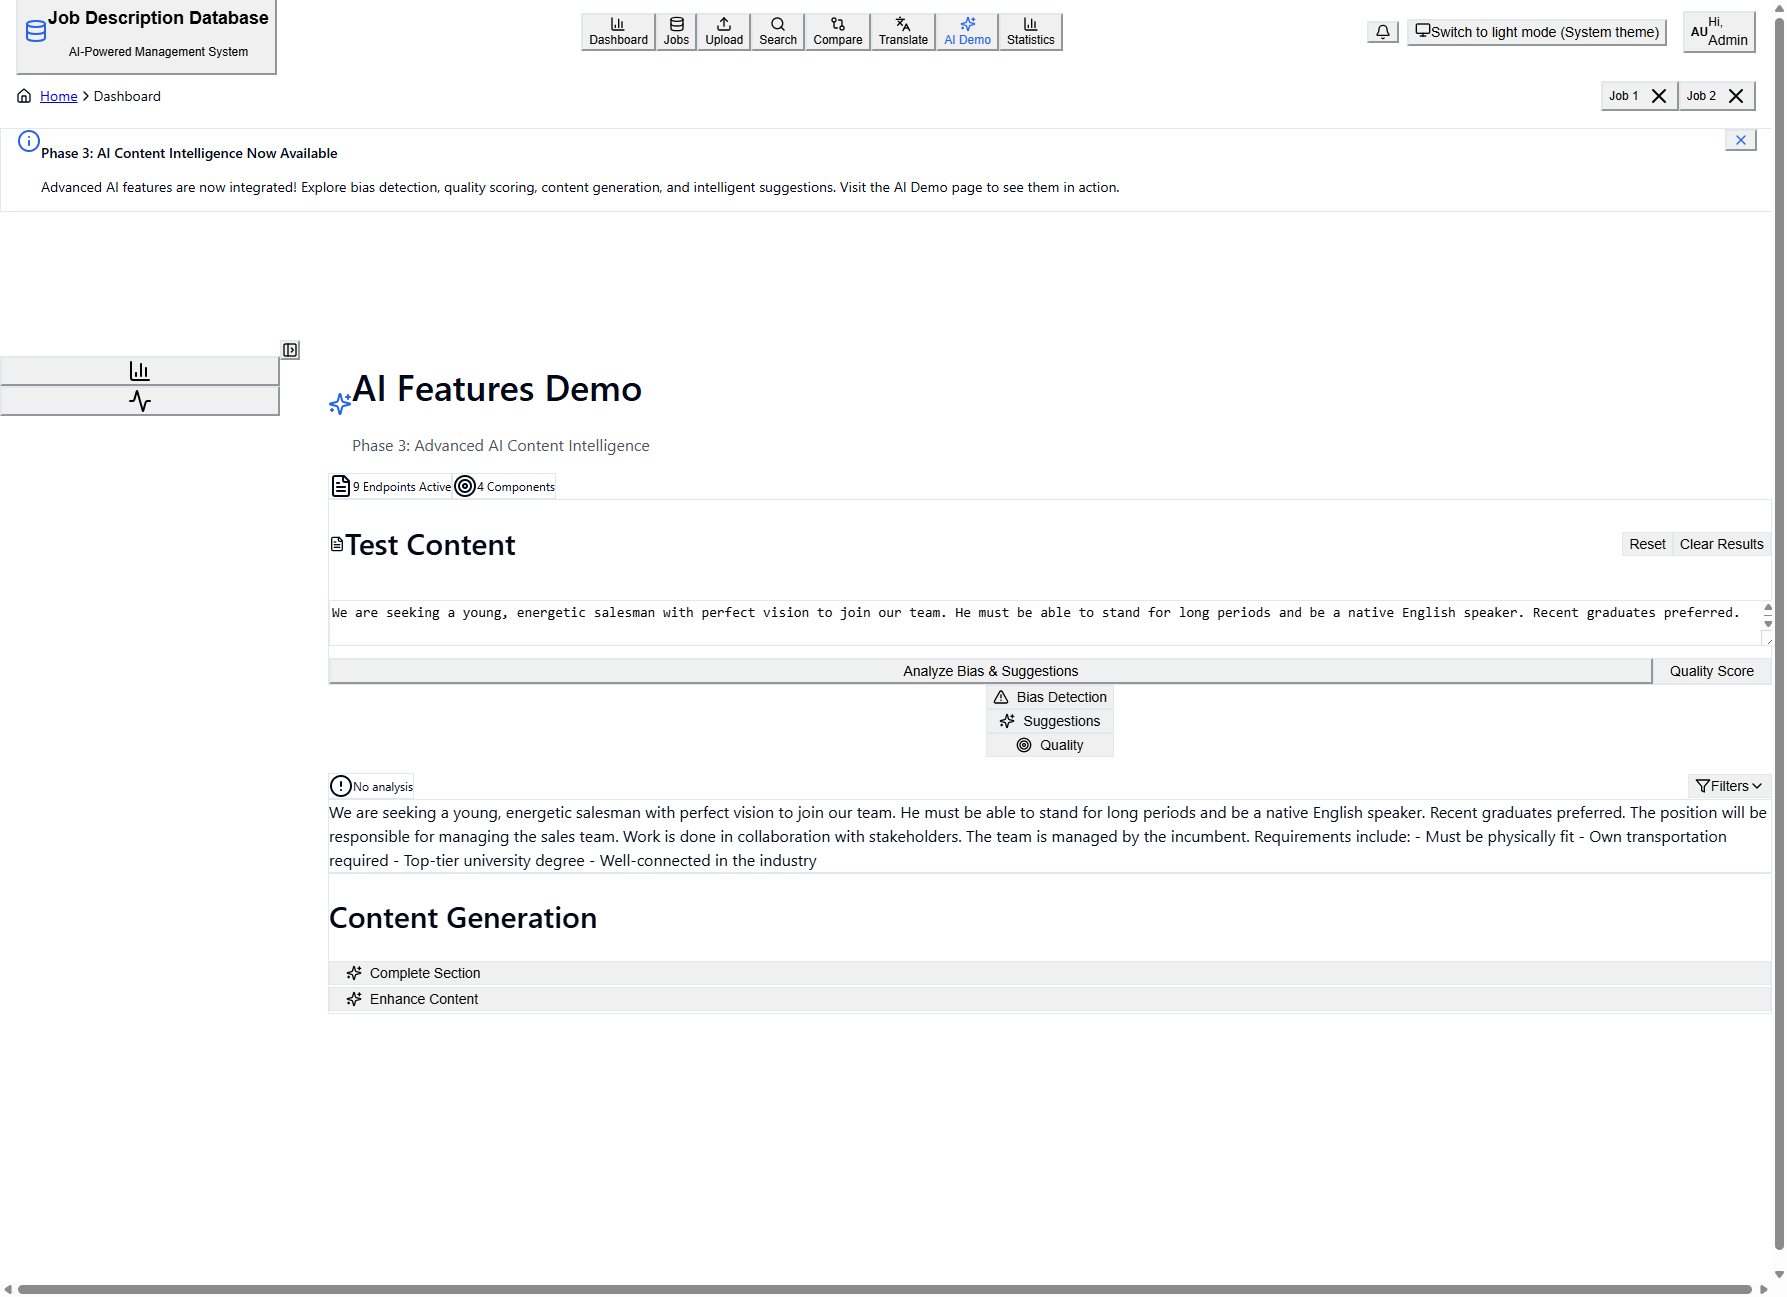 Job Description Database
AI-Powered Management System
Dashboard
Jobs
Upload
Search
Compare
Translate
AI Demo
Statistics
Switch to light mode (System theme)
AU
Hi,
Admin
Home
Dashboard
Job 1
Job 2
Phase 3: AI Content Intelligence Now Available
Advanced AI features are now integrated! Explore bias detection, quality scoring, content generation, and intelligent suggestions. Visit the AI Demo page to see them in action.
AI Features Demo
Phase 3: Advanced AI Content Intelligence
9 Endpoints Active
4 Components
Test Content
Reset
Clear Results
We are seeking a young, energetic salesman with perfect vision to join our team. He must be able to stand for long periods and be a native English speaker. Recent graduates preferred.
Analyze Bias & Suggestions
Quality Score
Bias Detection
Suggestions
Quality
No analysis
Filters
We are seeking a young, energetic salesman with perfect vision to join our team. He must be able to stand for long periods and be a native English speaker. Recent graduates preferred. The position will be
responsible for managing the sales team. Work is done in collaboration with stakeholders. The team is managed by the incumbent. Requirements include: - Must be physically fit - Own transportation
required - Top-tier university degree - Well-connected in the industry
Content Generation
Complete Section
Enhance Content